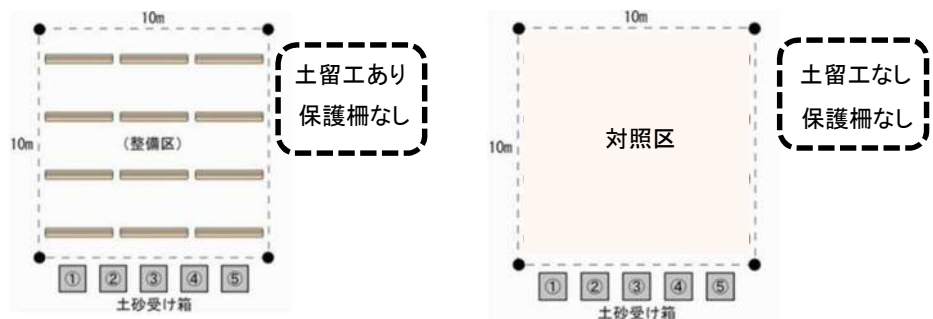 10m
土留工あり
保護柵なし
10m
(整備区)
① ② ③ ④ ⑤
土砂受け箱
10m
土留工なし
保護柵なし
10m
対照区
① ② ③ ④ ⑤
土砂受け箱